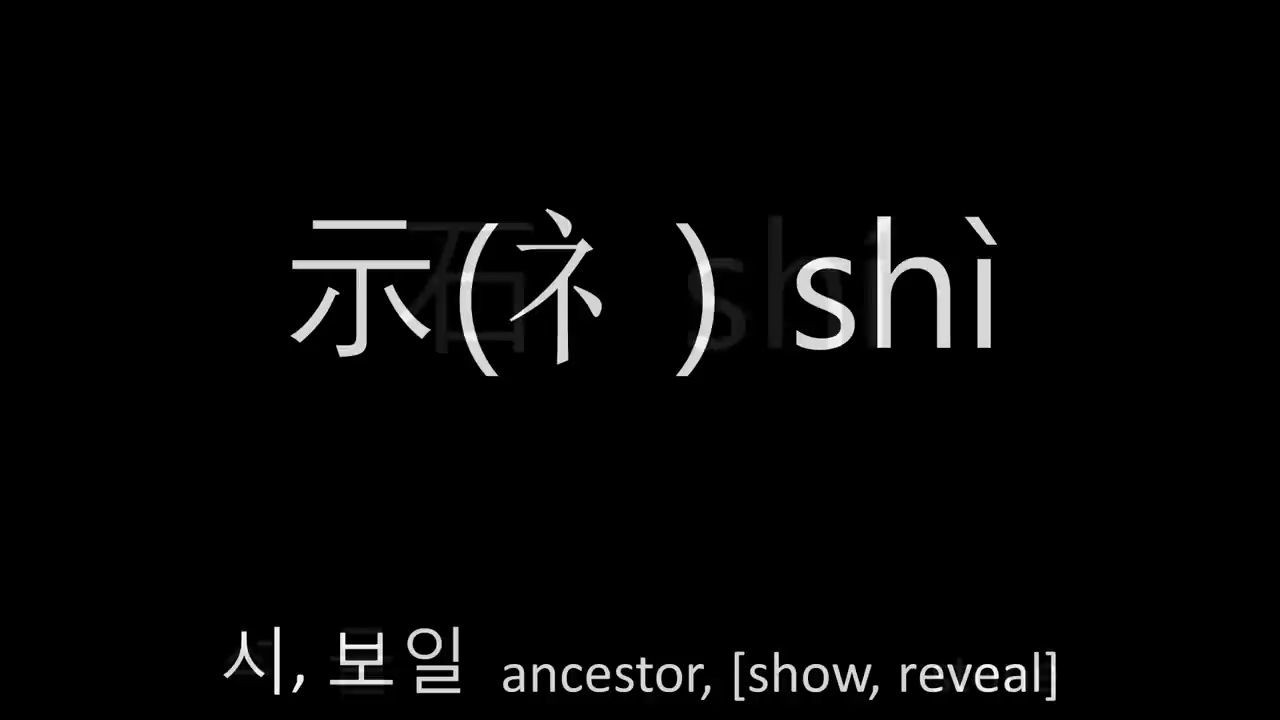 示(礻) shì
시, 보일 ancestor, [show, reveal]